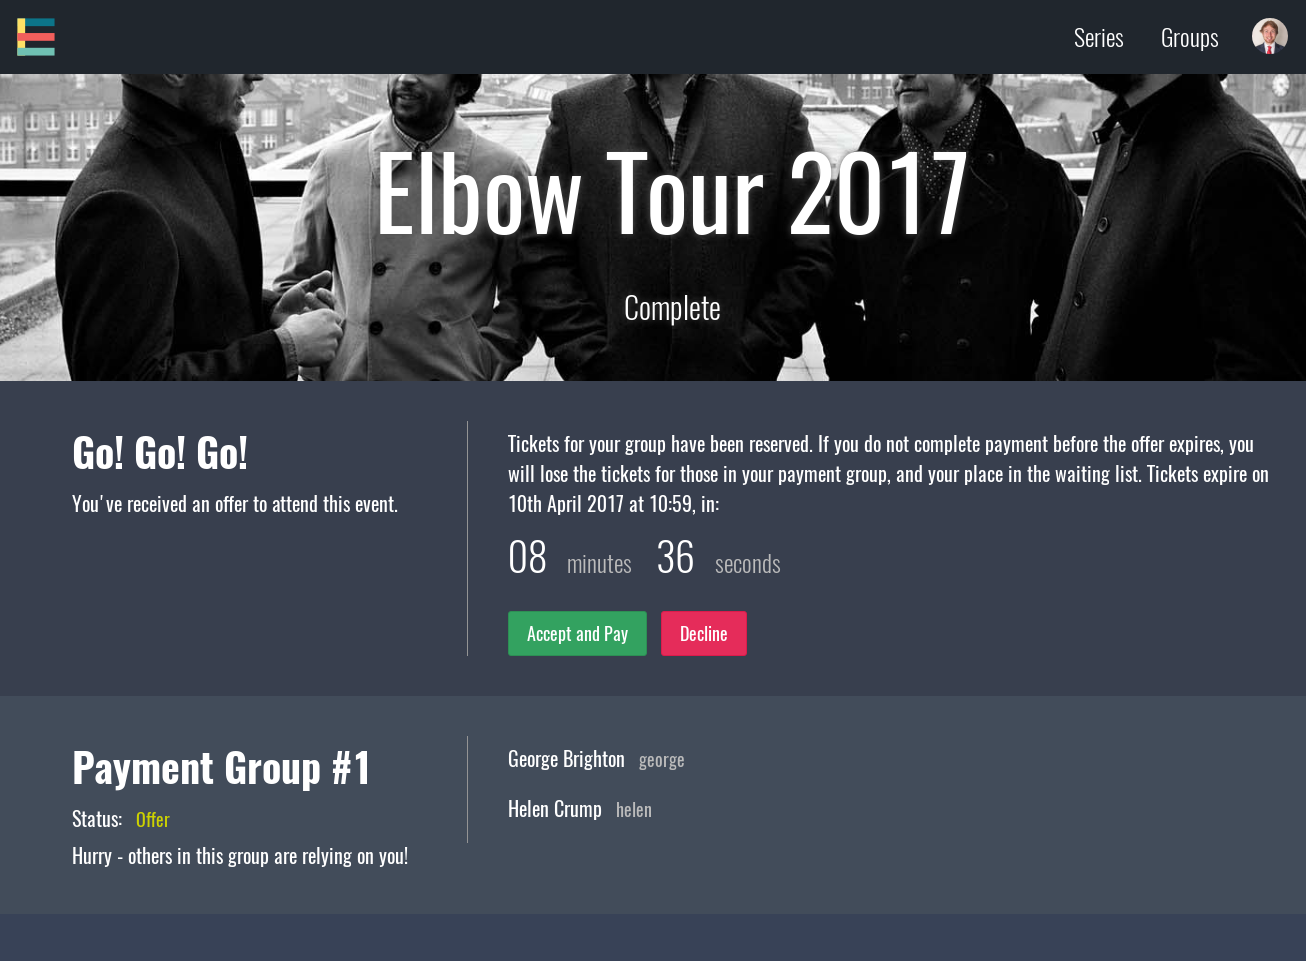 Series Groups
Elbow Tour 2017
Complete
Go! Go! Go!
You've received an offer to attend this event.
Tickets for your group have been reserved. If you do not complete payment before the offer expires, you
will lose the tickets for those in your payment group, and your place in the waiting list. Tickets expire on
10th April 2017 at 10:59, in:
08 minutes 36 seconds
Accept and Pay Decline
Payment Group #1
Status: Offer
Hurry - others in this group are relying on you!
George Brighton george
Helen Crump helen